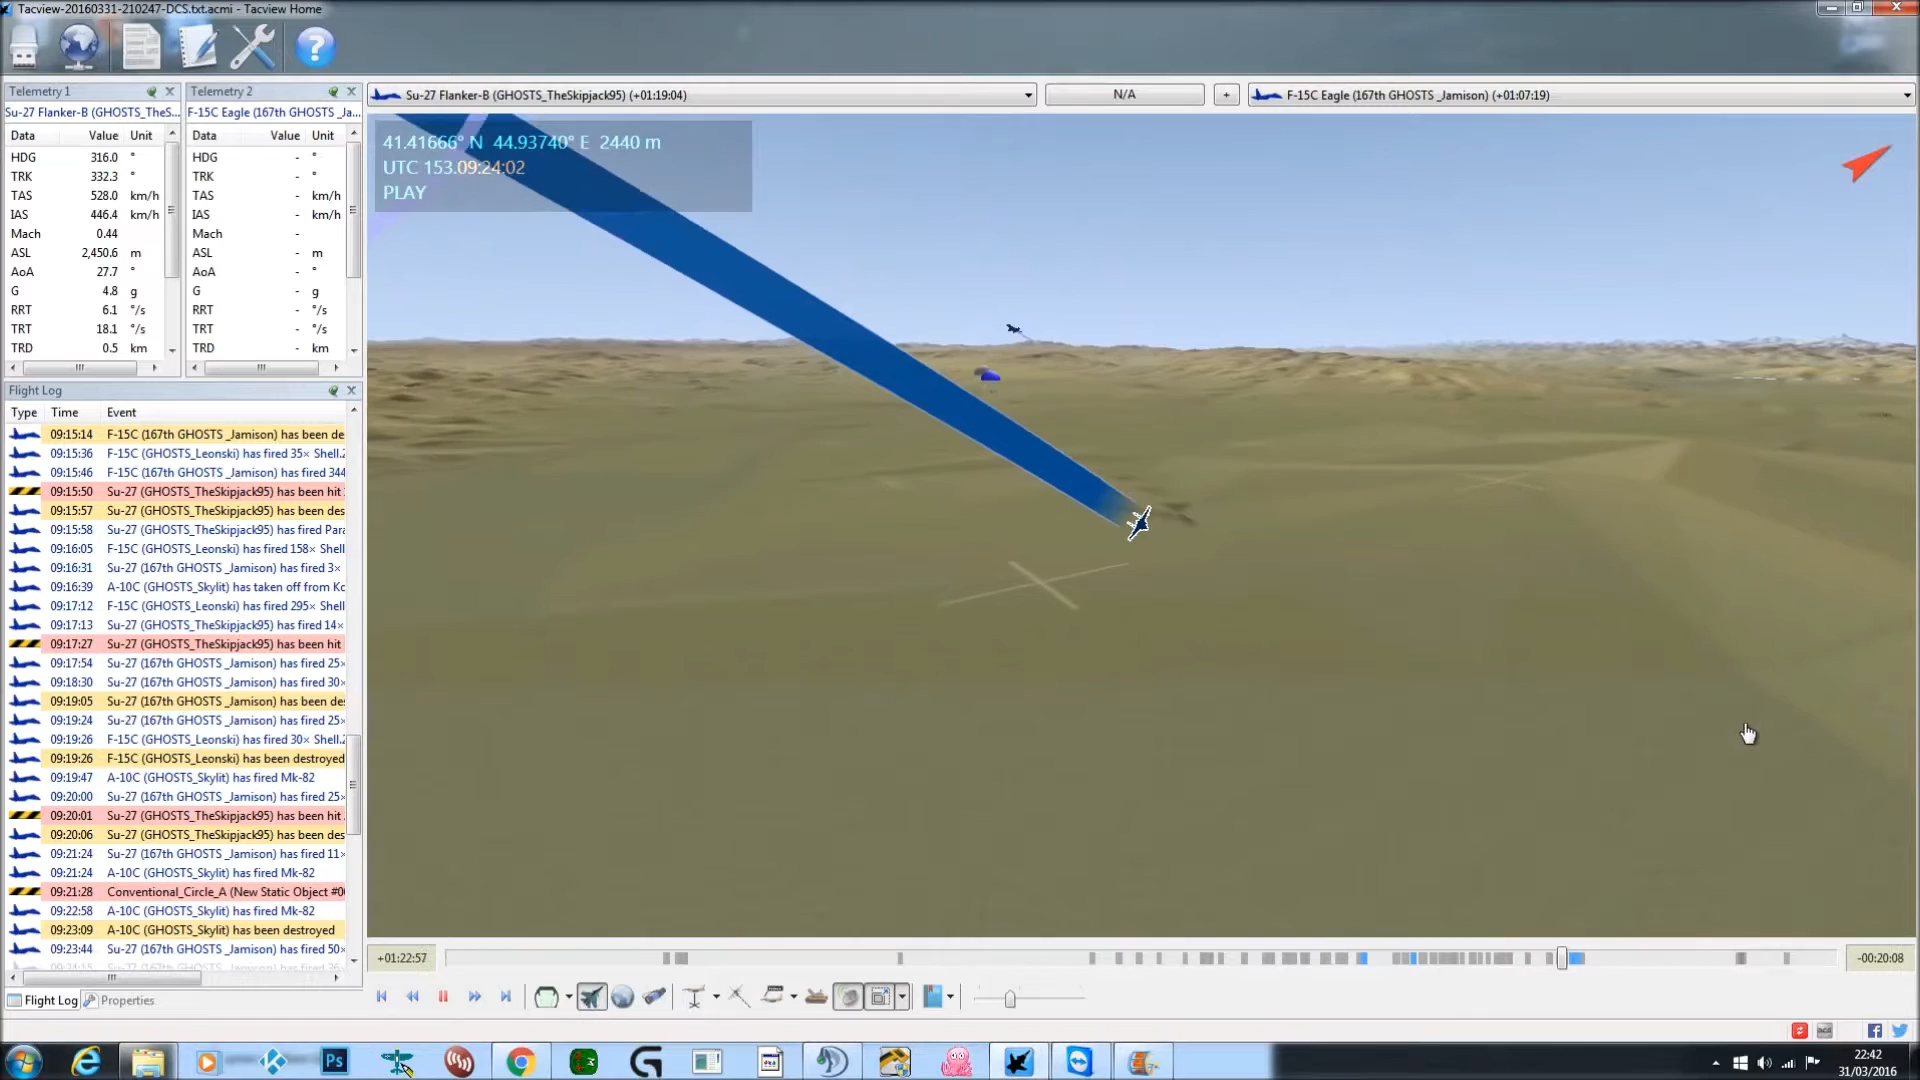 Tacview-20160331-210247-DCS.txt.acmi - Tacview Home
Telemetry 1
Su-27 Flanker-B (GHOSTS_TheS...
Data Value Unit
HDG 316.0 °
TRK 332.3 °
TAS 528.0 km/h
IAS 446.4 km/h
Mach 0.44
ASL 2,450.6 m
AoA 27.7 °
G 4.8 g
RRT 6.1 °/s
TRT 18.1 °/s
TRD 0.5 km
Telemetry 2
F-15C Eagle (167th GHOSTS _Ja...
Data Value Unit
HDG - °
TRK - °
TAS - km/h
IAS - km/h
Mach -
ASL - m
AoA - °
G - g
RRT - °/s
TRT - °/s
TRD - km
Su-27 Flanker-B (GHOSTS_TheSkipjack95) (+01:19:04)
N/A
+
F-15C Eagle (167th GHOSTS _Jamison) (+01:07:19)
41.41666° N 44.93740° E 2440 m
UTC 153.09:24:02
PLAY
Flight Log
Type Time Event
09:15:14 F-15C (167th GHOSTS _Jamison) has been de
09:15:36 F-15C (GHOSTS_Leonski) has fired 35× Shell.
09:15:46 F-15C (167th GHOSTS _Jamison) has fired 344
09:15:50 Su-27 (GHOSTS_TheSkipjack95) has been hit
09:15:57 Su-27 (GHOSTS_TheSkipjack95) has been des
09:15:58 Su-27 (GHOSTS_TheSkipjack95) has fired Para
09:16:05 F-15C (GHOSTS_Leonski) has fired 158× Shell
09:16:31 Su-27 (167th GHOSTS _Jamison) has fired 3×
09:16:39 A-10C (GHOSTS_Skylit) has taken off from Ko
09:17:12 F-15C (GHOSTS_Leonski) has fired 295× Shell
09:17:13 Su-27 (GHOSTS_TheSkipjack95) has fired 14×
09:17:27 Su-27 (GHOSTS_TheSkipjack95) has been hit
09:17:54 Su-27 (167th GHOSTS _Jamison) has fired 25×
09:18:30 Su-27 (167th GHOSTS _Jamison) has fired 30×
09:19:05 Su-27 (167th GHOSTS _Jamison) has been de
09:19:24 Su-27 (167th GHOSTS _Jamison) has fired 25×
09:19:26 F-15C (GHOSTS_Leonski) has fired 30× Shell.
09:19:26 F-15C (GHOSTS_Leonski) has been destroyed
09:19:47 A-10C (GHOSTS_Skylit) has fired Mk-82
09:20:00 Su-27 (167th GHOSTS _Jamison) has fired 25×
09:20:01 Su-27 (GHOSTS_TheSkipjack95) has been hit
09:20:06 Su-27 (GHOSTS_TheSkipjack95) has been des
09:21:24 Su-27 (167th GHOSTS _Jamison) has fired 11×
09:21:24 A-10C (GHOSTS_Skylit) has fired Mk-82
09:21:28 Conventional_Circle_A (New Static Object #0
09:22:58 A-10C (GHOSTS_Skylit) has fired Mk-82
09:23:09 A-10C (GHOSTS_Skylit) has been destroyed
09:23:44 Su-27 (167th GHOSTS _Jamison) has fired 50×
Flight Log
Properties
+01:22:57
-00:20:08
Ps
22:42
31/03/2016